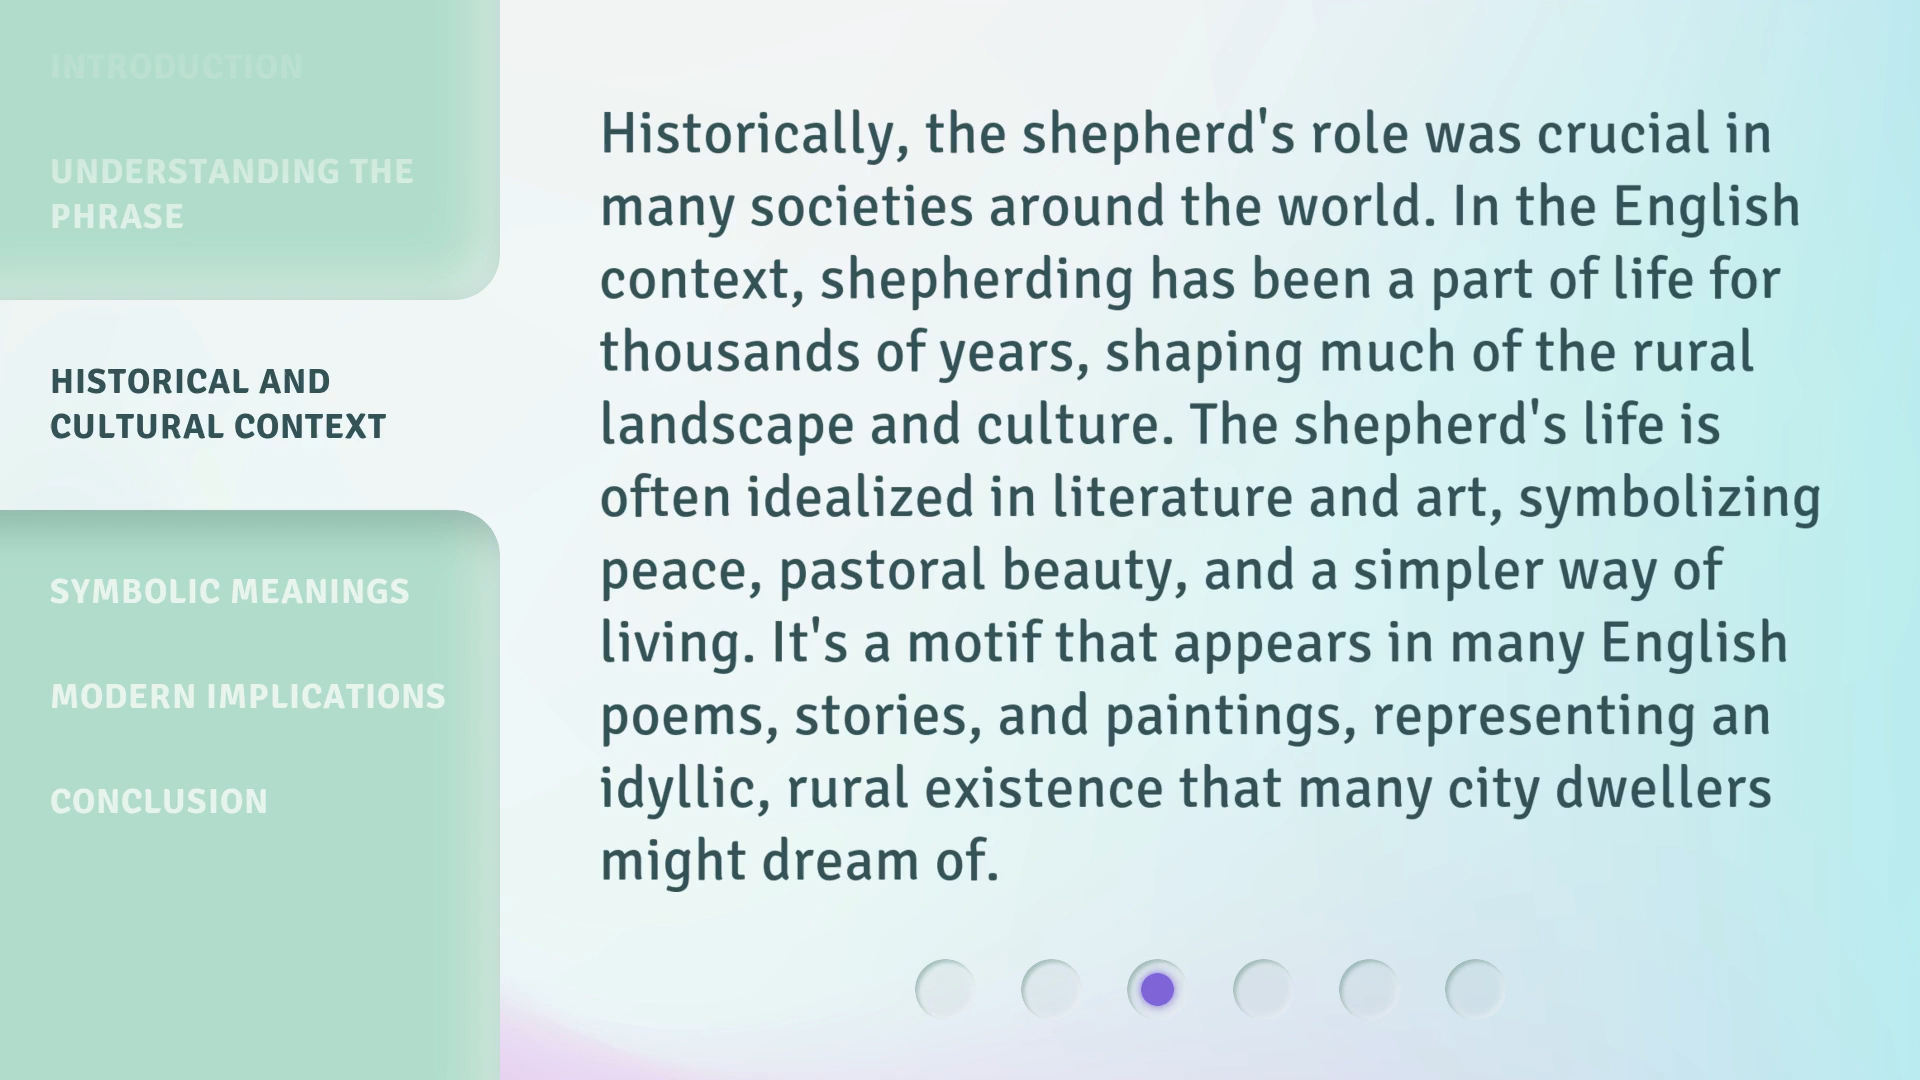 INTRODUCTION
UNDERSTANDING THE
PHRASE
HISTORICAL AND
CULTURAL CONTEXT
SYMBOLIC MEANINGS
MODERN IMPLICATIONS
CONCLUSION
Historically, the shepherd's role was crucial in
many societies around the world. In the English
context, shepherding has been a part of life for
thousands of years, shaping much of the rural
landscape and culture. The shepherd's life is
often idealized in literature and art, symbolizing
peace, pastoral beauty, and a simpler way of
living. It's a motif that appears in many English
poems, stories, and paintings, representing an
idyllic, rural existence that many city dwellers
might dream of.